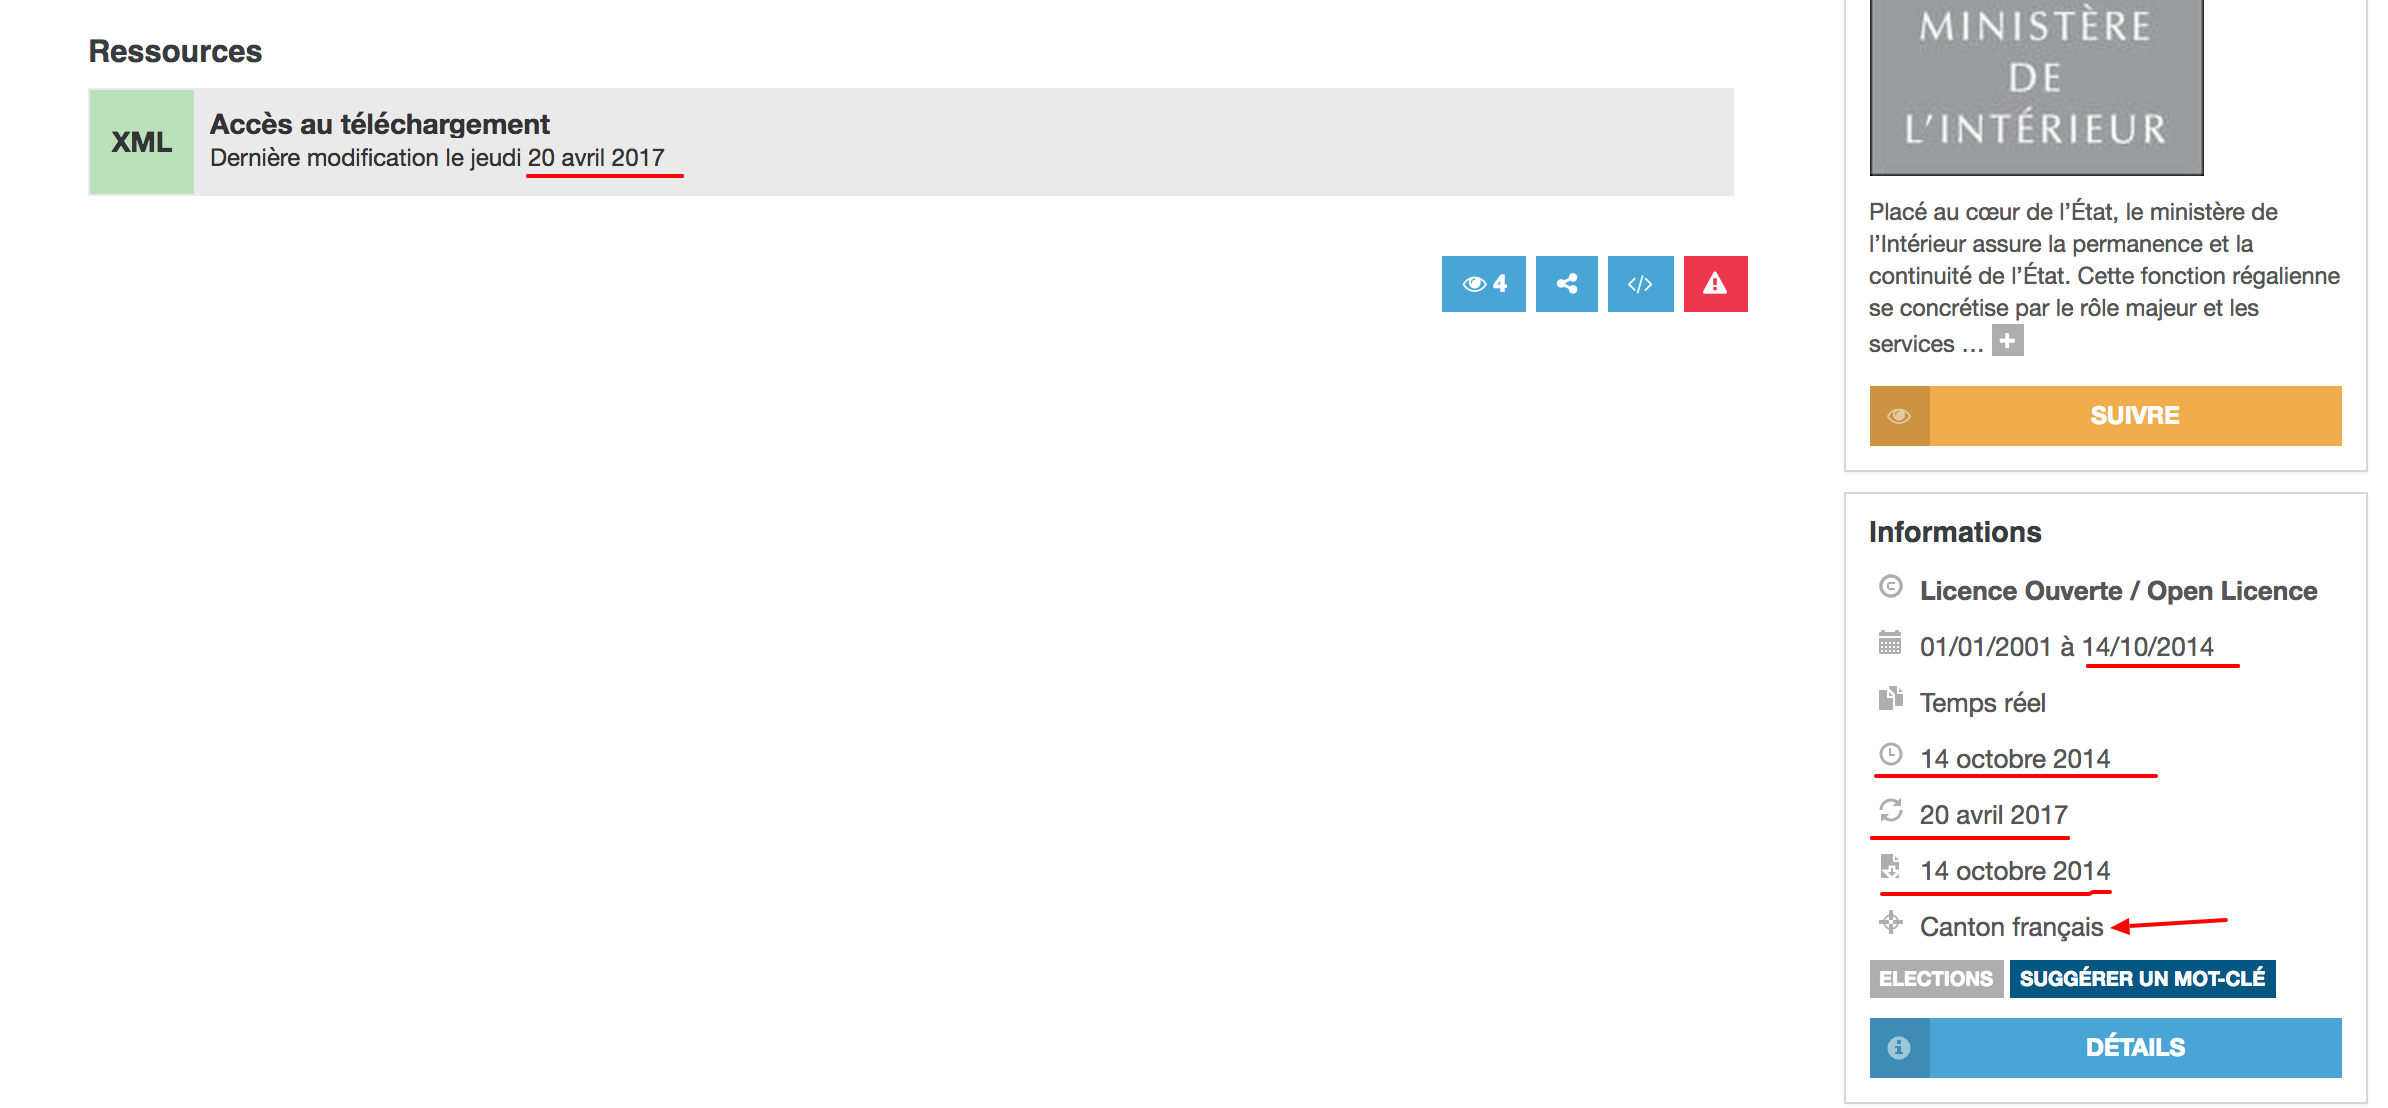 Ressources
XML
Accès au téléchargement
Dernière modification le jeudi 20 avril 2017
4
</>
MINISTÈRE
DE
L'INTÉRIEUR
Placé au cœur de l’État, le ministère de
l’Intérieur assure la permanence et la
continuité de l’État. Cette fonction régalienne
se concrétise par le rôle majeur et les
services … +
SUIVRE
Informations
Licence Ouverte / Open Licence
01/01/2001 à 14/10/2014
Temps réel
14 octobre 2014
20 avril 2017
14 octobre 2014
Canton français
ELECTIONS SUGGÉRER UN MOT-CLÉ
DÉTAILS